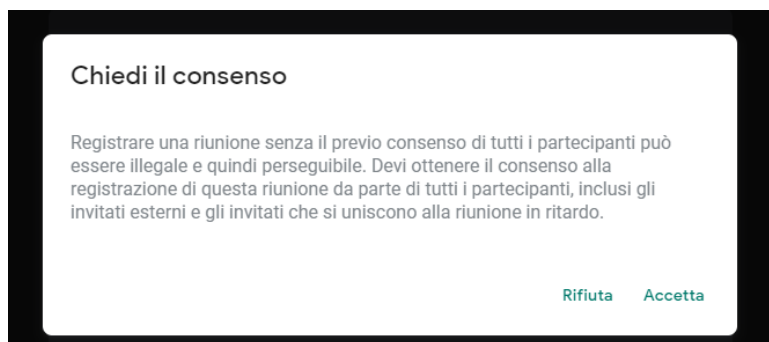 Chiedi il consenso
Registrare una riunione senza il previo consenso di tutti i partecipanti può
essere illegale e quindi perseguibile. Devi ottenere il consenso alla
registrazione di questa riunione da parte di tutti i partecipanti, inclusi gli
invitati esterni e gli invitati che si uniscono alla riunione in ritardo.
Rifiuta Accetta